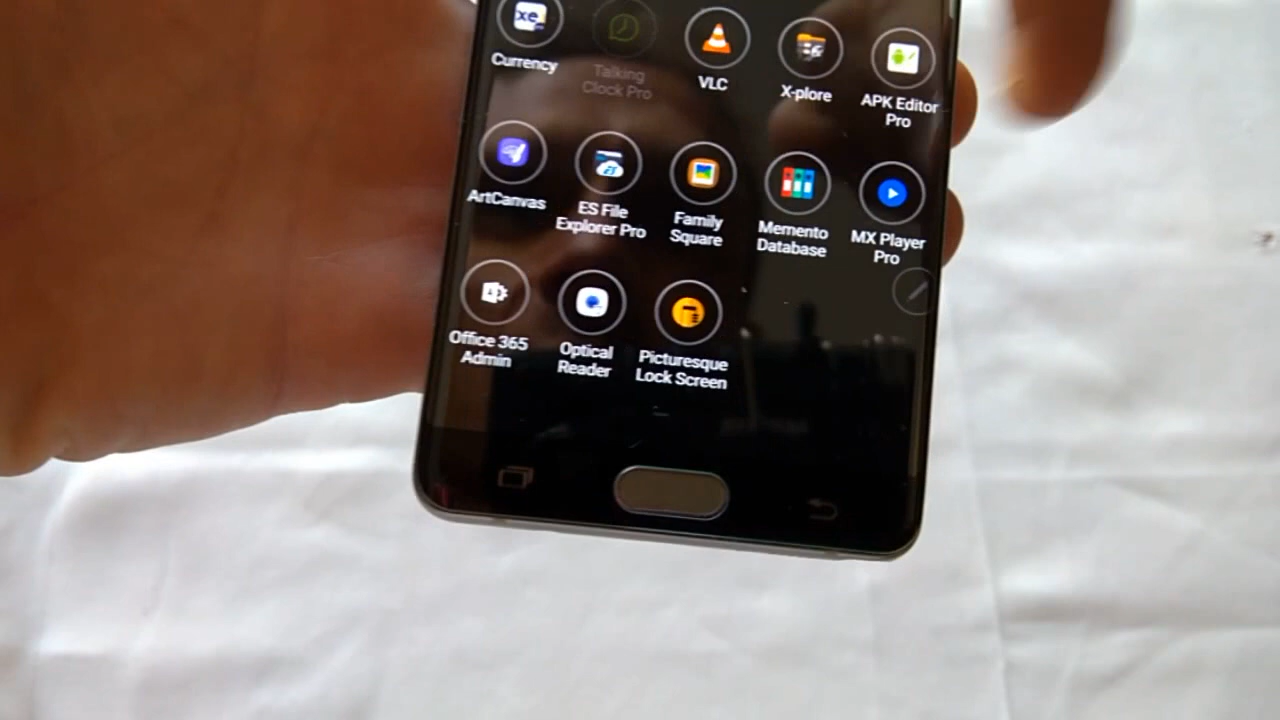 xe
Currency
Talking
Clock Pro
VLC
X-plore
APK Editor
Pro
ArtCanvas
ES File
Explorer Pro
Family
Square
Memento
Database
MX Player
Pro
Office 365
Admin
Optical
Reader
Picturesque
Lock Screen